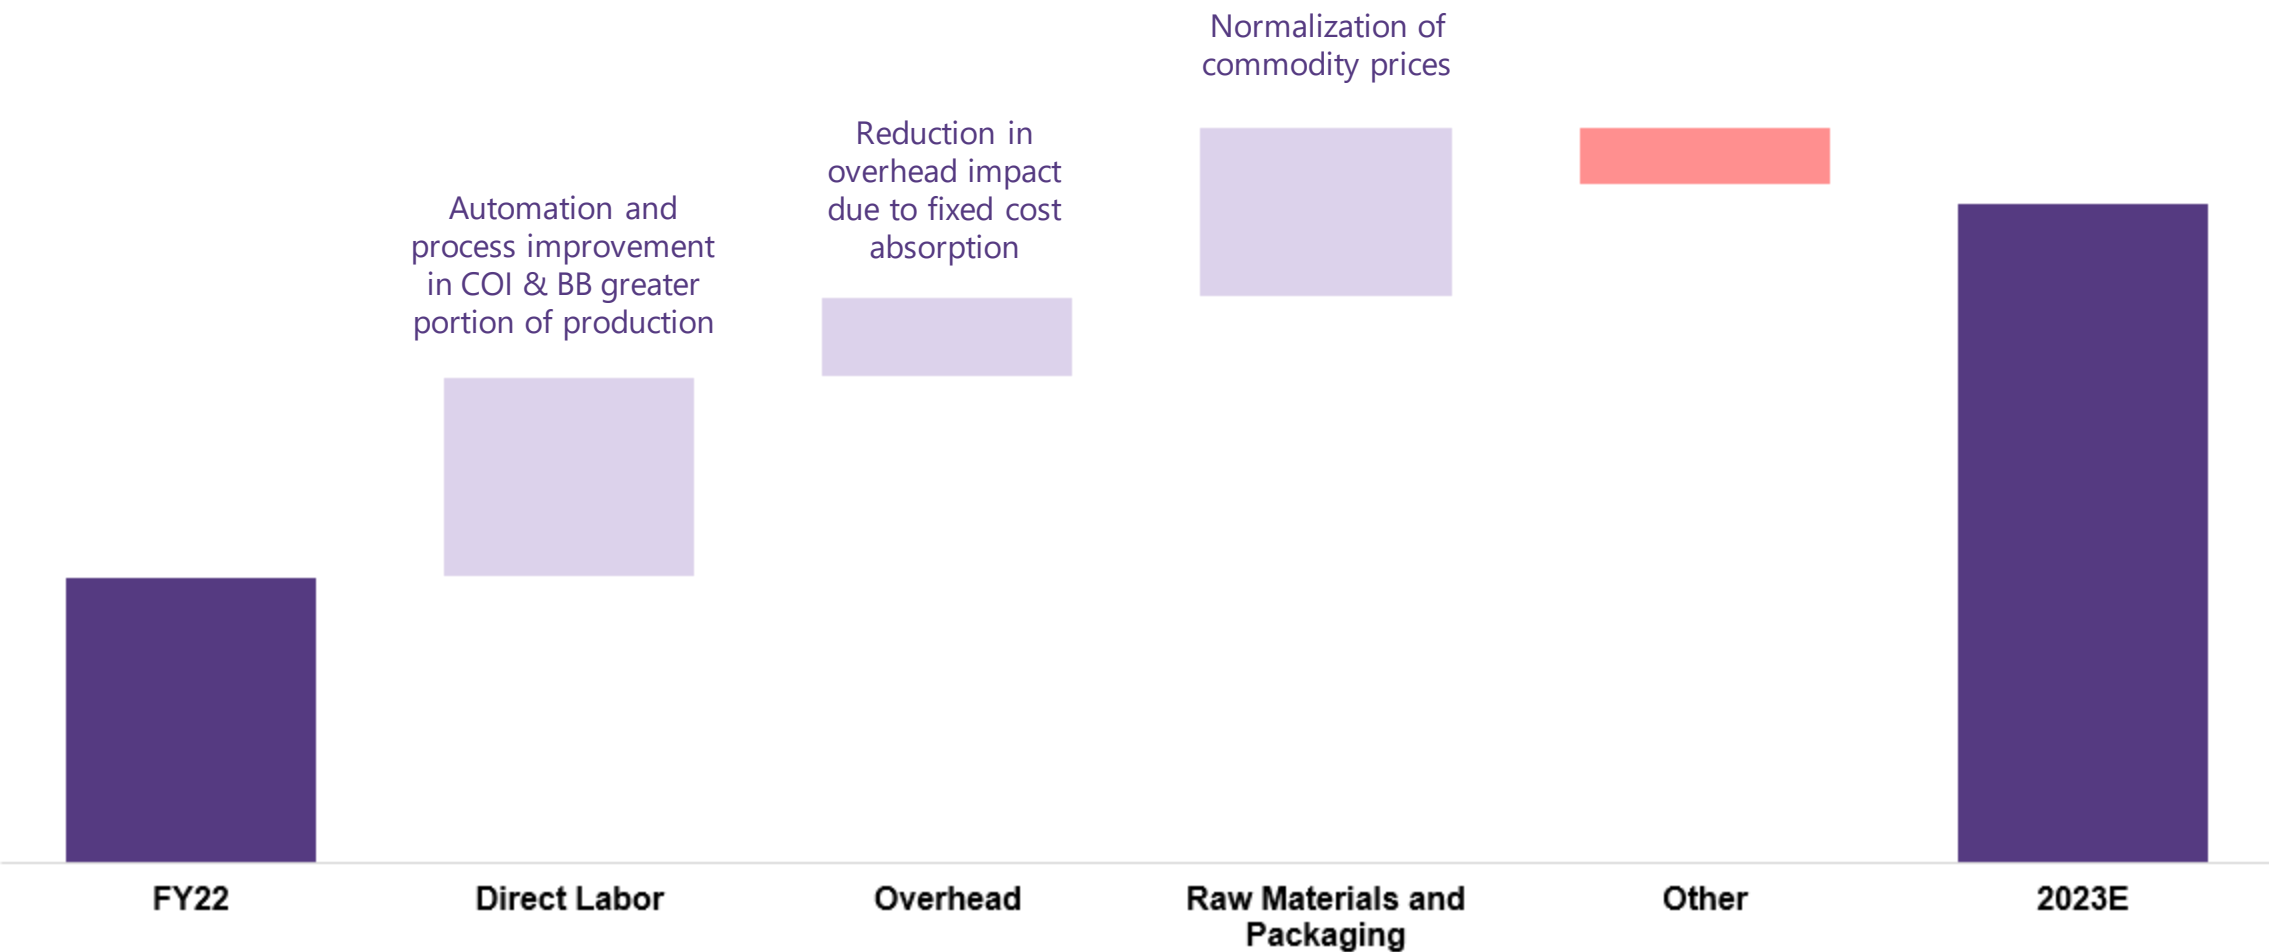 Normalization of
commodity prices
Reduction in
overhead impact
due to fixed cost
absorption
Automation and
process improvement
in COI & BB greater
portion of production
FY22
Direct Labor
Overhead
Raw Materials and
Packaging
Other
2023E